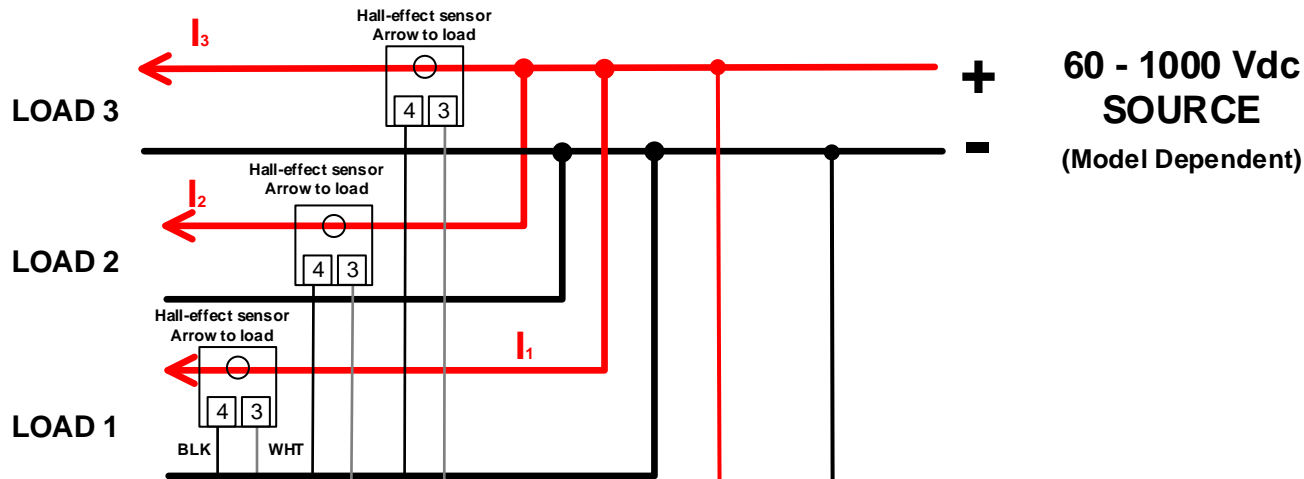 Hall-effect sensor
Arrow to load
I3
LOAD 3
4 3
+
-
60 - 1000 Vdc
SOURCE
(Model Dependent)
Hall-effect sensor
Arrow to load
I2
LOAD 2
4 3
Hall-effect sensor
Arrow to load
I1
LOAD 1
4 3
BLK WHT